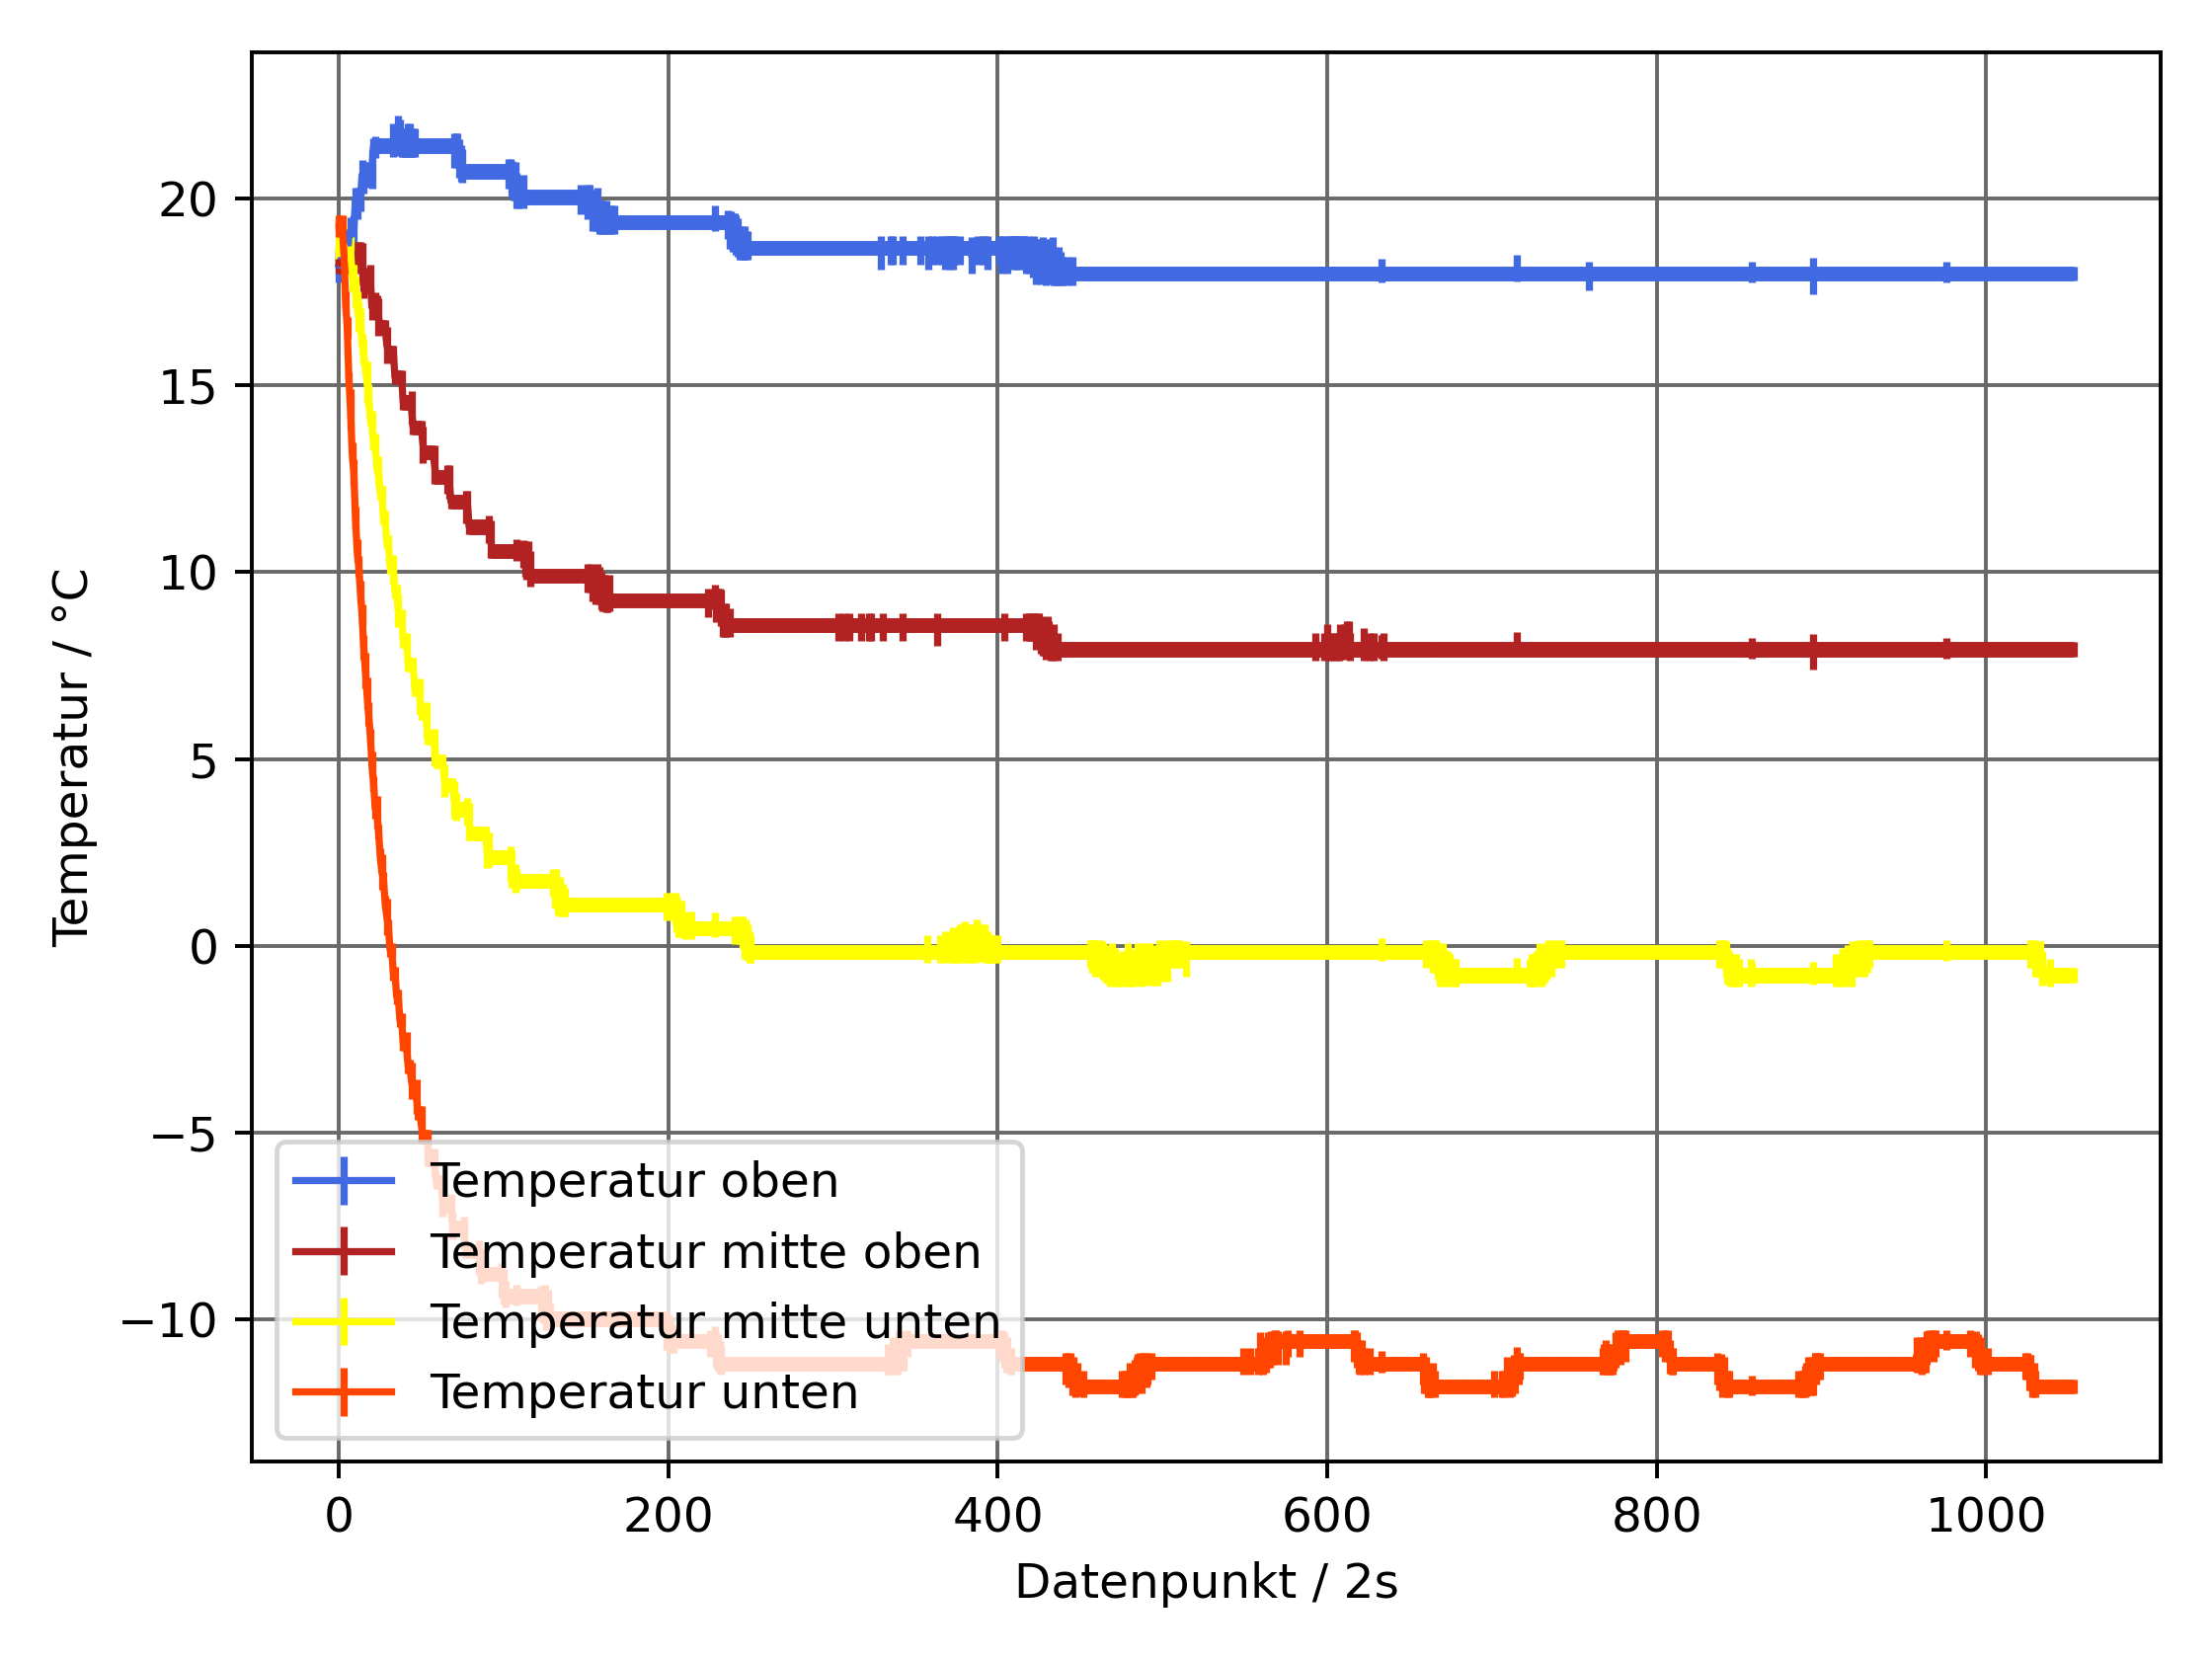 20
15
10
5
0
−5
−10
Temperatur / °C
Temperatur oben
Temperatur mitte oben
Temperatur mitte unten
Temperatur unten
0 200 400 600 800 1000
Datenpunkt / 2s